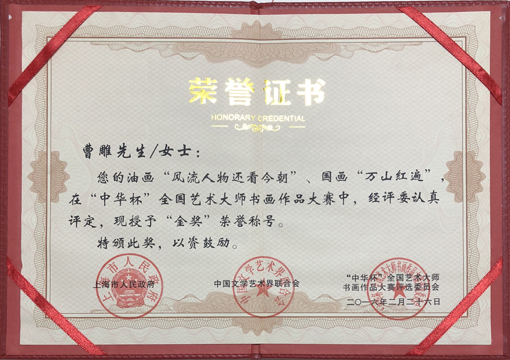 荣誉证书
HONORARY CREDENTIAL
曹雎先生/女士：
您的油画“风流人物还看今朝”、国画“万山红遍”，
在“中华杯”全国艺术大师书画作品大赛中，经评委认真
评定，现授予“金奖”荣誉称号。
特颁此奖，以资鼓励。
上海市人民政府
中国文学艺术界联合会
“中华杯”全国艺术大师
书画作品大赛评选委员会
二〇一六年二月二十六日